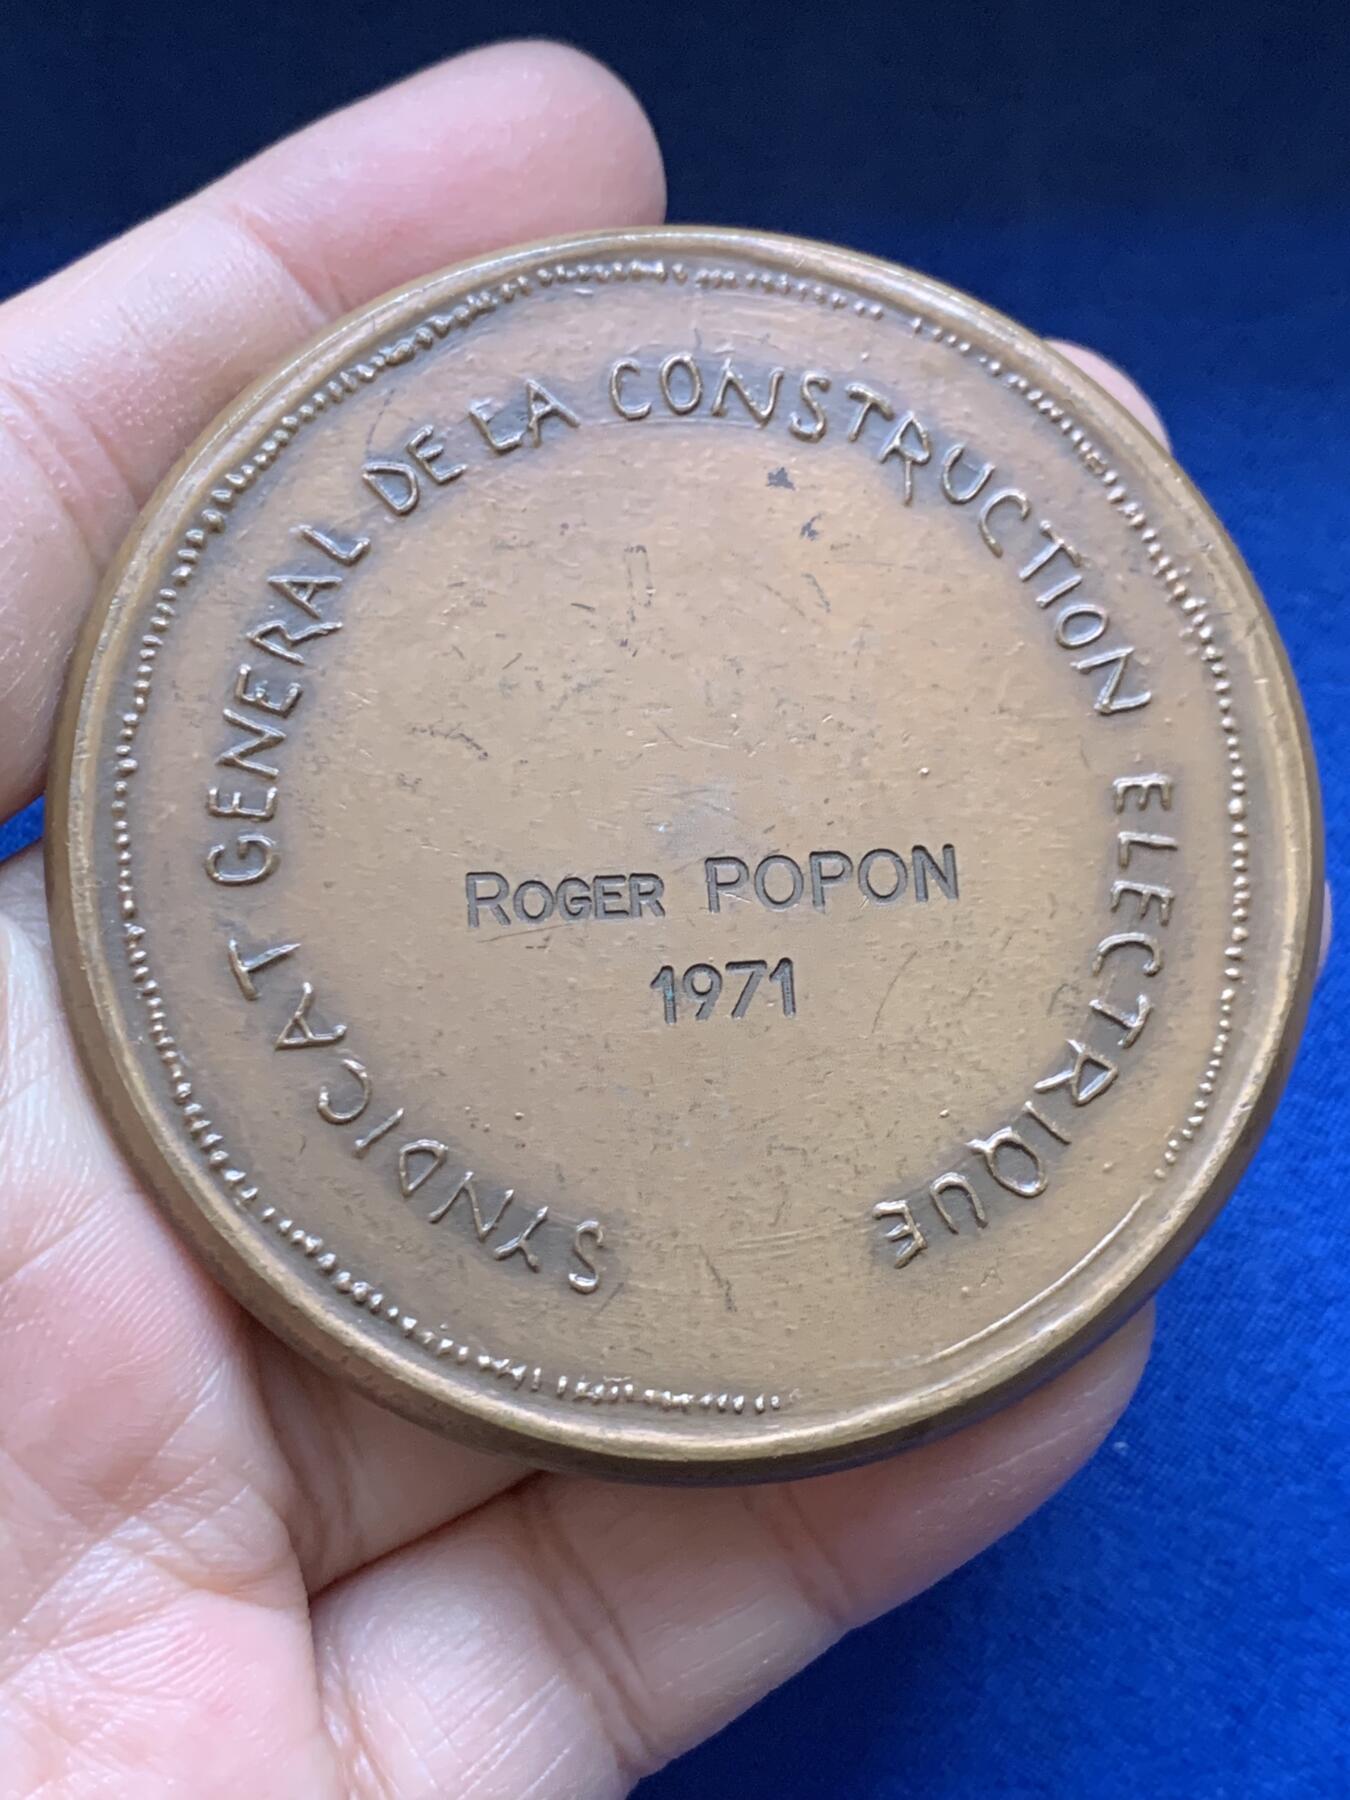 SYNDICAT GENERAL DE LA CONSTRUCTION ELECTRIQUE
ROGER POPON
1971